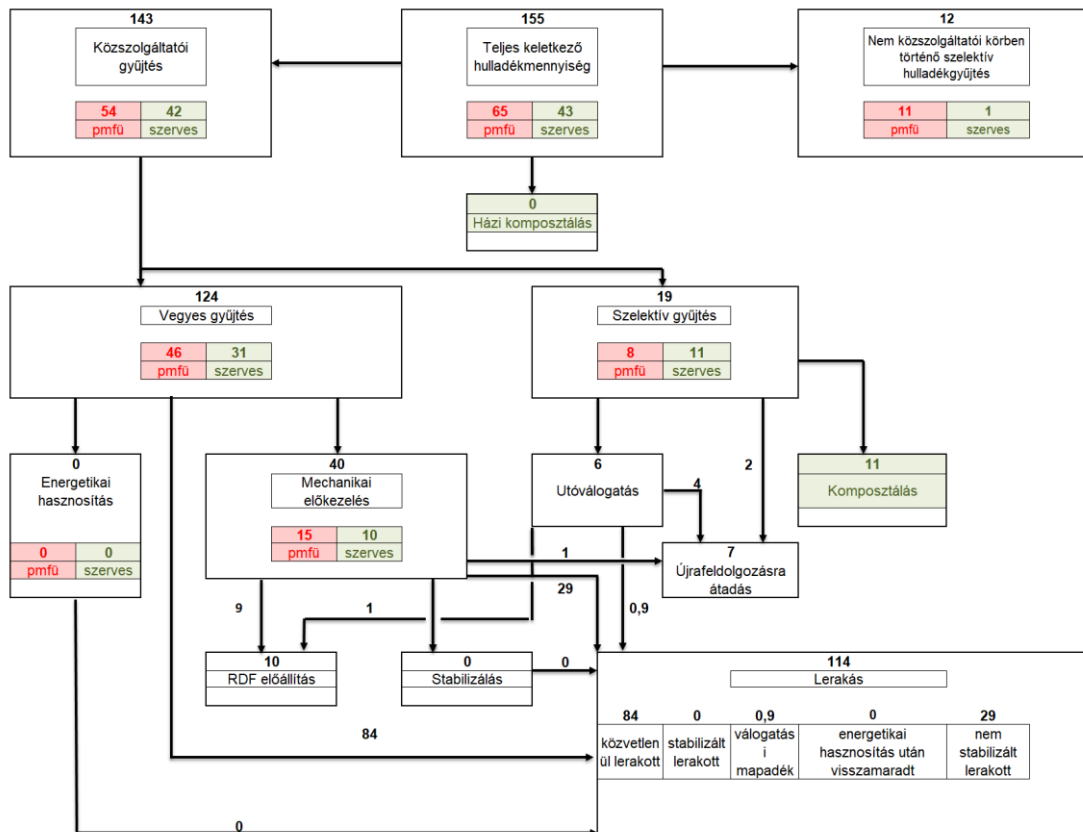 143
Közszolgáltatói
gyűjtés
54 42
pmfü szerves
155
Teljes keletkező
hulladékmennyiség
65 43
pmfü szerves
12
Nem közszolgáltatói körben
történő szelektív
hulladékgyűjtés
11 1
pmfü szerves
0
Házi komposztálás
124
Vegyes gyűjtés
46 31
pmfü szerves
19
Szelektív gyűjtés
8 11
pmfü szerves
0
Energetikai
hasznosítás
0 0
pmfü szerves
40
Mechanikai
előkezelés
15 10
pmfü szerves
6
Utóválogatás
4
2
11
Komposztálás
1
7
Újrafeldolgozásra
átadás
29
9
1
0,9
10
RDF előállítás
0
Stabilizálás
0
114
Lerakás
84
84
közvetlen
ül lerakott
0
stabilizált
lerakott
0,9
válogatás
i
mapadék
0
energetikai
hasznosítás után
visszamaradt
29
nem
stabilizált
lerakott
0